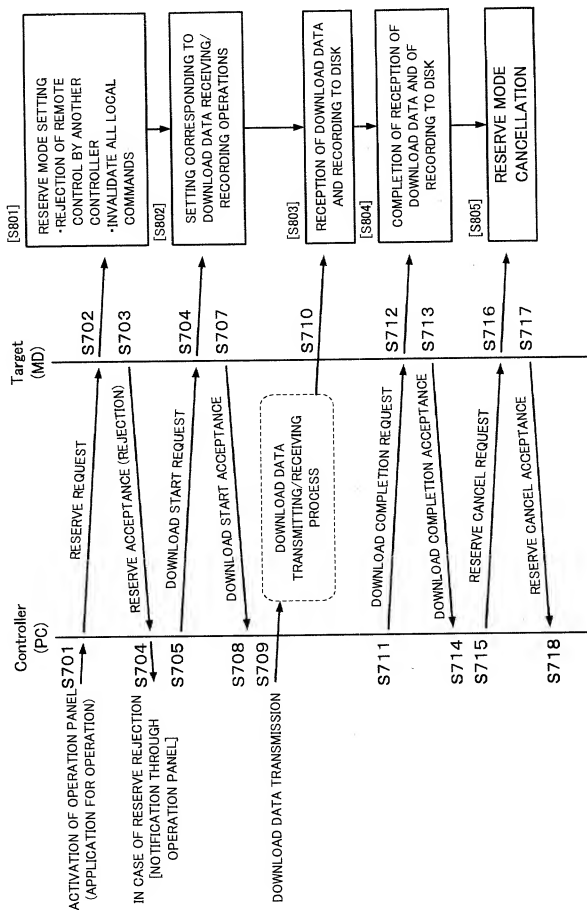 Controller
(PC)
Target
(MD)
ACTIVATION OF OPERATION PANEL
(APPLICATION FOR OPERATION)
S701
RESERVE REQUEST
S702
[S801]
RESERVE MODE SETTING
・REJECTION OF REMOTE
CONTROL BY ANOTHER
CONTROLLER
・INVALIDATE ALL LOCAL
COMMANDS
S703
RESERVE ACCEPTANCE (REJECTION)
S704
IN CASE OF RESERVE REJECTION
[NOTIFICATION THROUGH
OPERATION PANEL]
S705
DOWNLOAD START REQUEST
S704
[S802]
SETTING CORRESPONDING TO
DOWNLOAD DATA RECEIVING/
RECORDING OPERATIONS
S707
DOWNLOAD START ACCEPTANCE
S708
S709
DOWNLOAD DATA TRANSMISSION
DOWNLOAD DATA
TRANSMITTING/RECEIVING
PROCESS
S710
[S803]
RECEPTION OF DOWNLOAD DATA
AND RECORDING TO DISK
S711
DOWNLOAD COMPLETION REQUEST
S712
[S804]
COMPLETION OF RECEPTION OF
DOWNLOAD DATA AND OF
RECORDING TO DISK
S713
DOWNLOAD COMPLETION ACCEPTANCE
S714
S715
RESERVE CANCEL REQUEST
S716
[S805]
RESERVE MODE
CANCELLATION
S717
RESERVE CANCEL ACCEPTANCE
S718